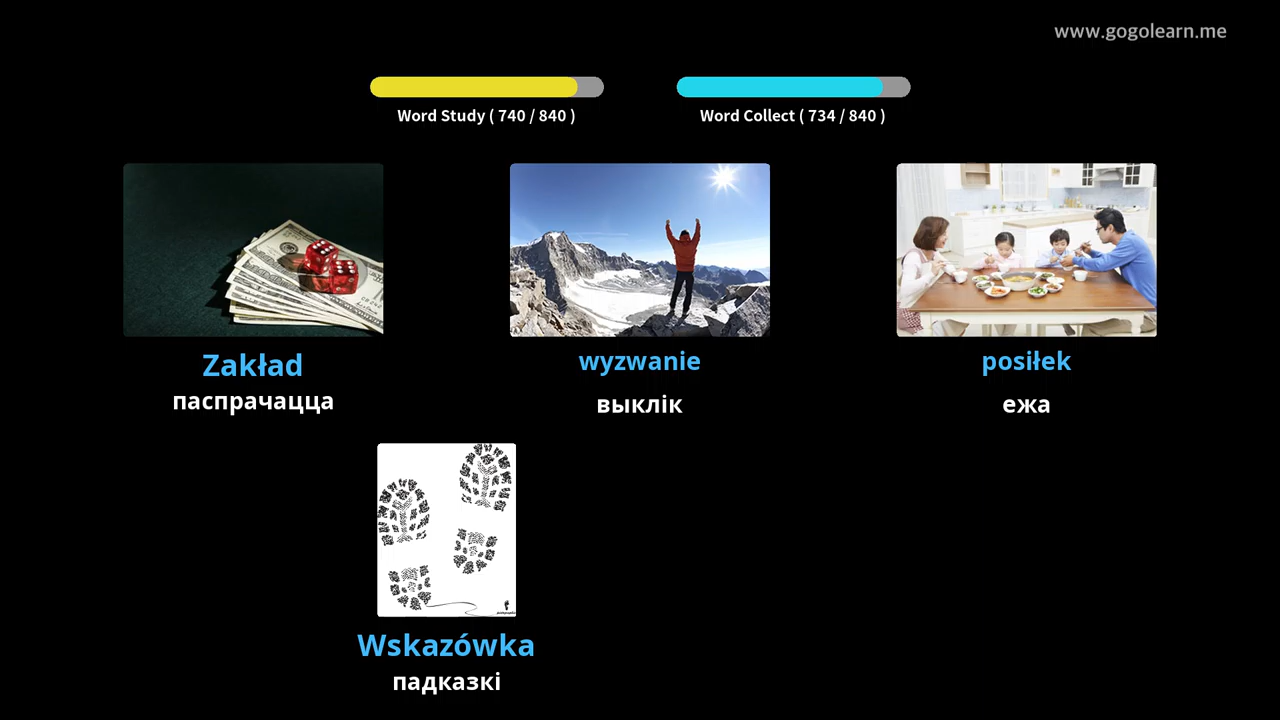 www.gogolearn.me
Word Study ( 740 / 840 )
Word Collect ( 734 / 840 )
Zakład
паспрачацца
wyzwanie
выклік
posiłek
ежа
Wskazówka
падказкі